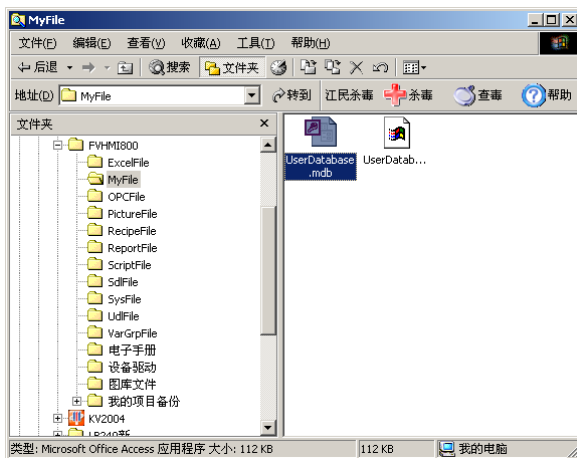 MyFile
文件(F) 编辑(E) 查看(V) 收藏(A) 工具(T) 帮助(H)
后退 搜索 文件夹
地址(D) MyFile 转到 江民杀毒 杀毒 查毒 帮助
文件夹
FVHMI800
ExcelFile
MyFile
OPCFile
PictureFile
RecipeFile
ReportFile
ScriptFile
SdlFile
SysFile
UdlFile
VarGrpFile
电子手册
设备驱动
图库文件
我的项目备份
KV2004
UserDatabase
.mdb
UserDatab...
类型: Microsoft Office Access 应用程序 大小: 112 KB 112 KB 我的电脑